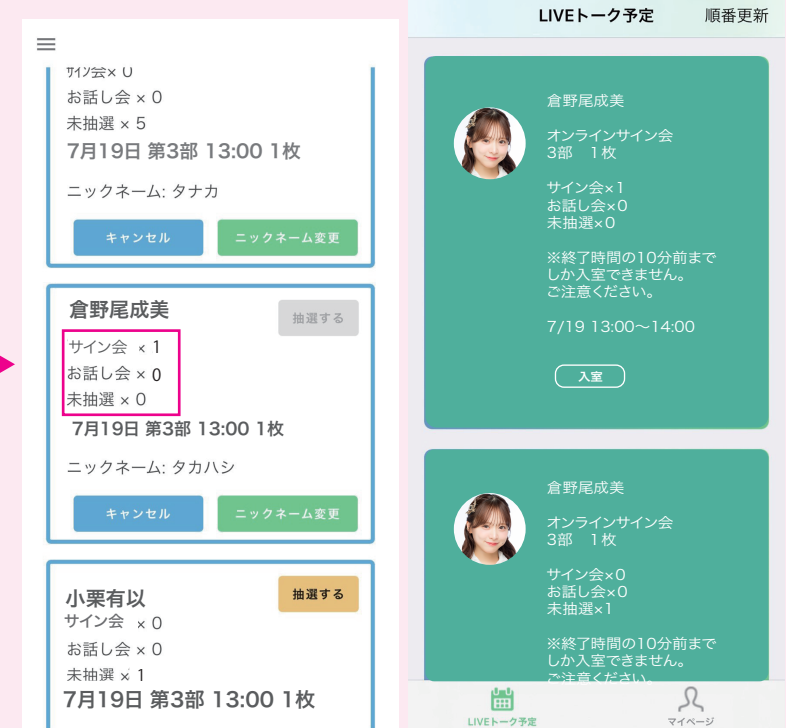 サイン会× 0
お話し会 × 0
未抽選 × 5
7月19日 第3部 13:00 1枚
ニックネーム: タナカ
キャンセル
ニックネーム変更
倉野尾成美
抽選する
サイン会 × 1
お話し会 × 0
未抽選 × 0
7月19日 第3部 13:00 1枚
ニックネーム: タカハシ
キャンセル
ニックネーム変更
小栗有以
抽選する
サイン会 × 0
お話し会 × 0
未抽選 × 1
7月19日 第3部 13:00 1枚
LIVEトーク予定
順番更新
倉野尾成美
オンラインサイン会
3部 1枚
サイン会×1
お話し会×0
未抽選×0
※終了時間の10分前まで
しか入室できません。
ご注意ください。
7/19 13:00〜14:00
入室
倉野尾成美
オンラインサイン会
3部 1枚
サイン会×0
お話し会×0
未抽選×1
※終了時間の10分前まで
しか入室できません。
ご注意ください。
LIVEトーク予定
マイページ